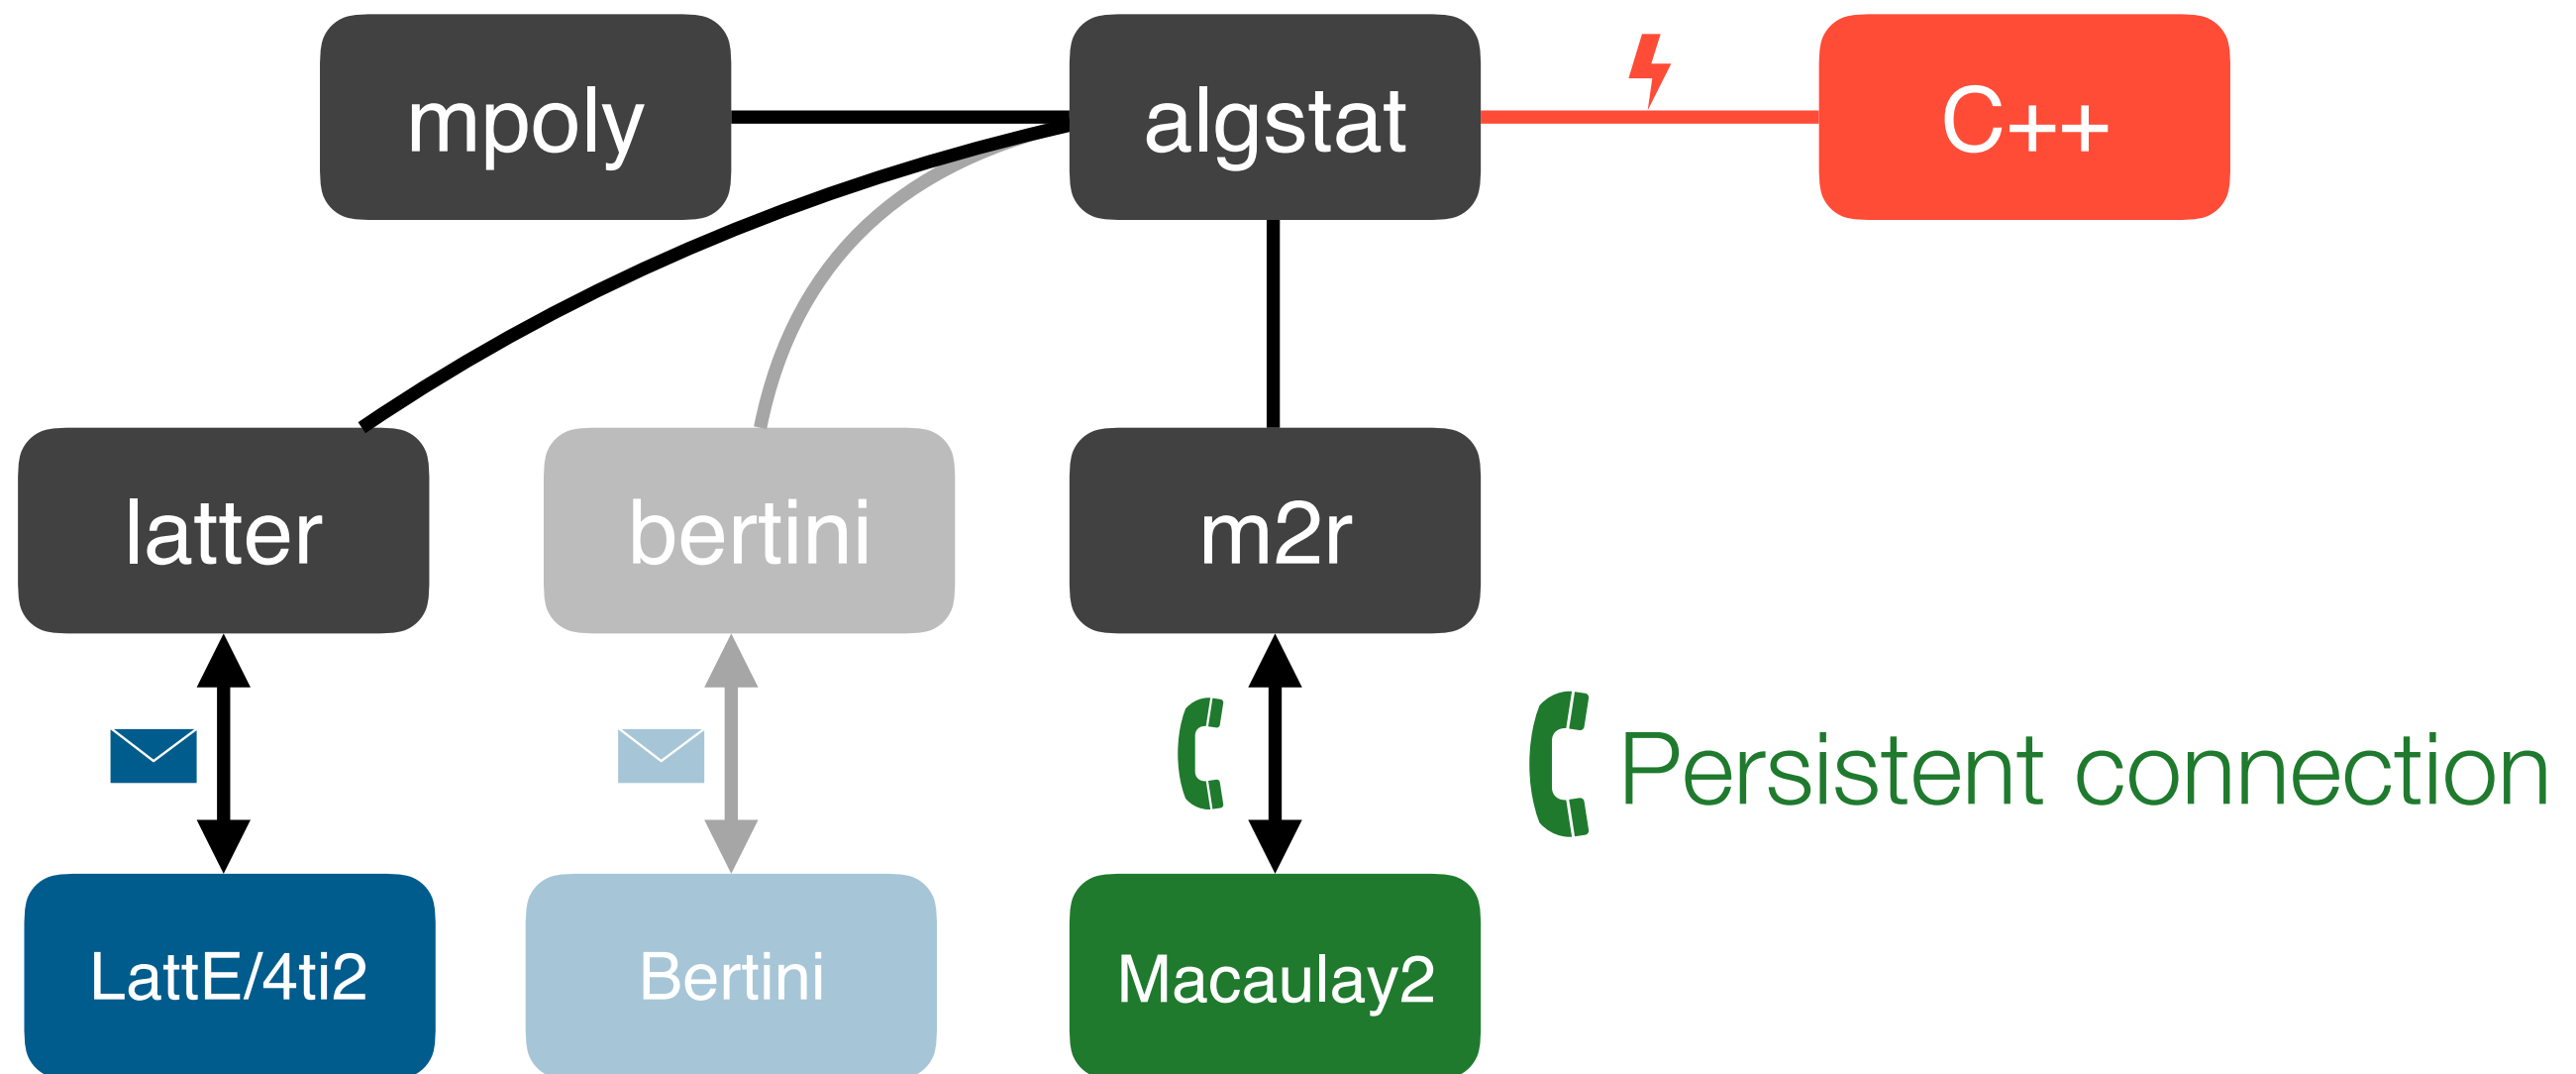 mpoly
algstat
C++
latter
bertini
m2r
Persistent connection
LattE/4ti2
Bertini
Macaulay2